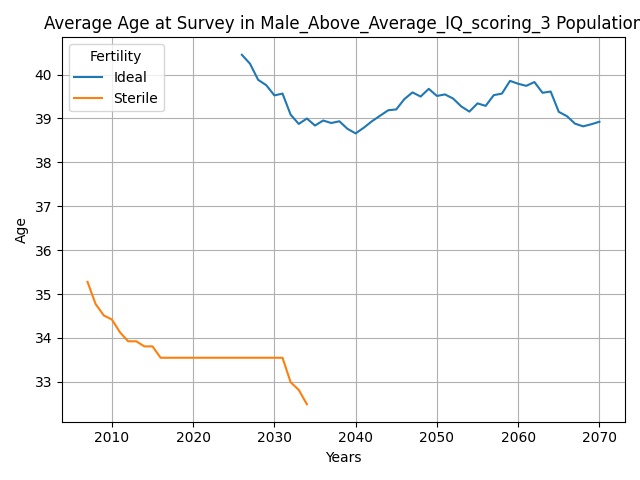 Average Age at Survey in Male_Above_Average_IQ_scoring_3 Population
Fertility
Ideal
Sterile
40
39
38
37
36
35
34
33
Age
2010 2020 2030 2040 2050 2060 2070
Years